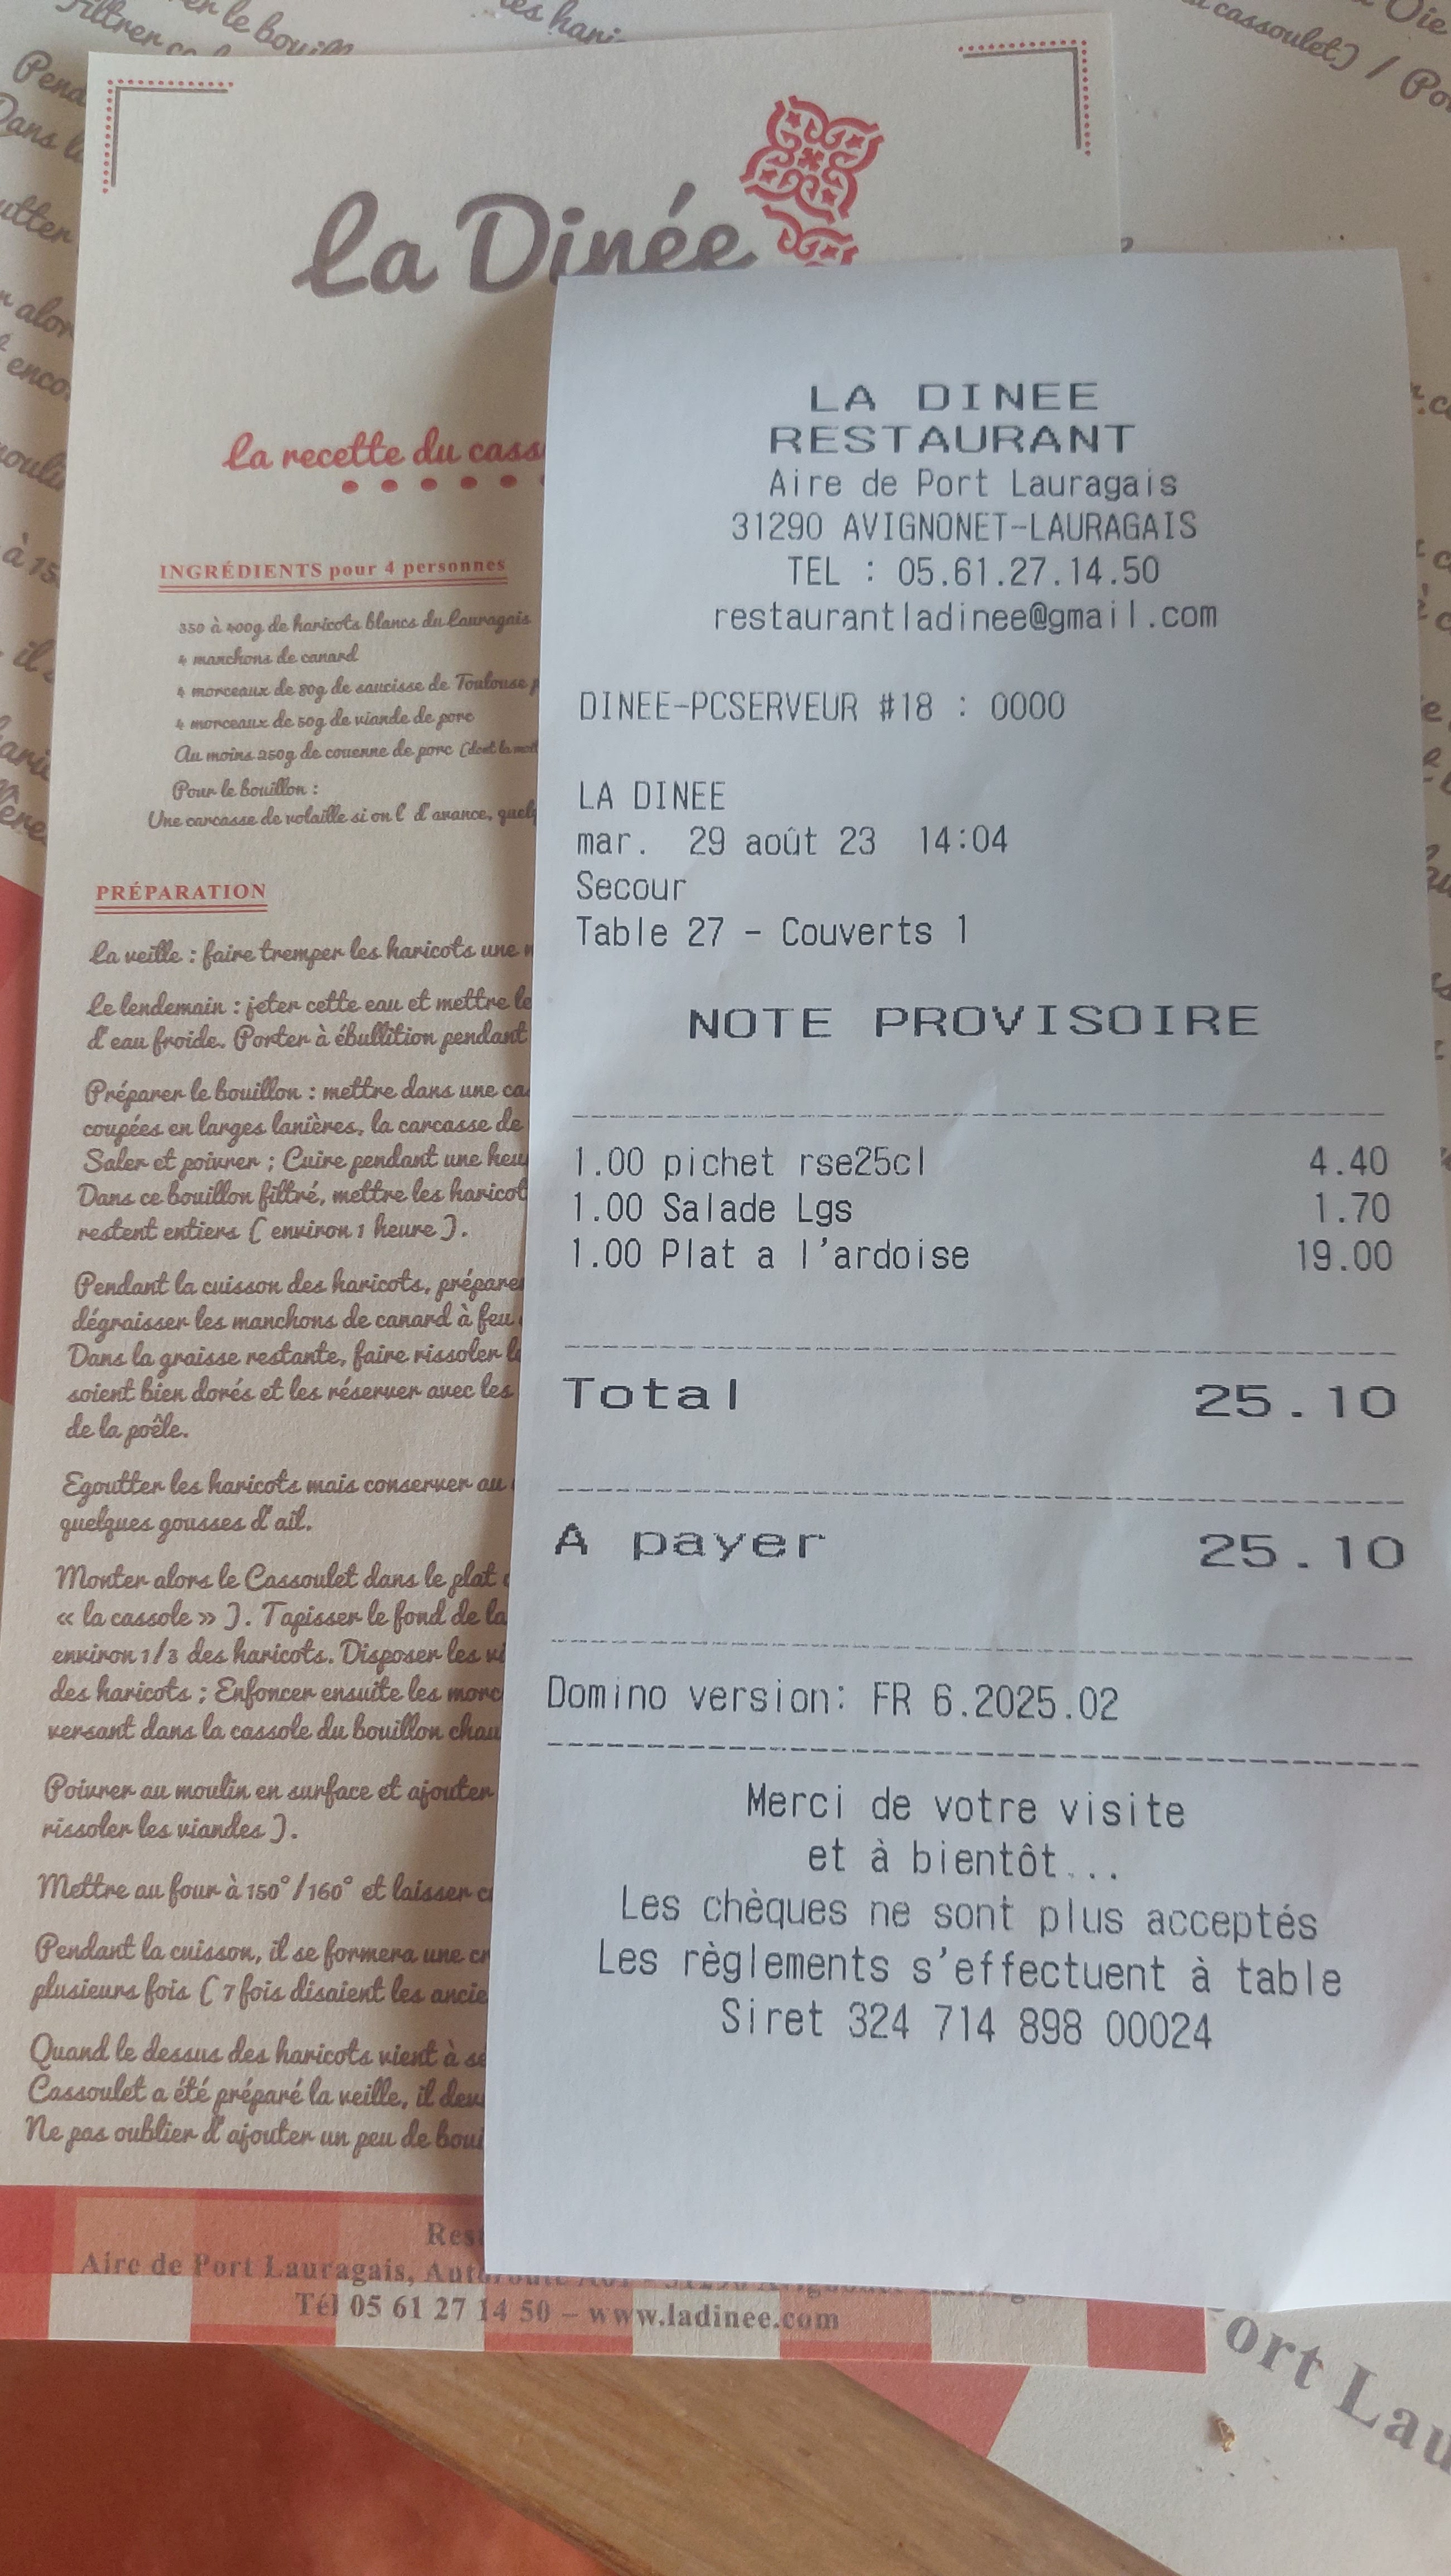 la Dinée
la recette du
INGRÉDIENTS pour 4 personnes
350 à 400g de haricots blancs du Lauragais
4 manchons de canard
4 morceaux de 80g de saucisse de Toulouse
4 morceaux de 50g de viande de porc
Au moins 250g de couenne de porc (dont la
Pour le bouillon :
Une carcasse de volaille si on l' d'avance,
PRÉPARATION
La veille : faire tremper les haricots une
Le lendemain : jeter cette eau et mettre
d'eau froide. Porter à ébullition pendant
Préparer le bouillon : mettre dans une
coupées en larges lanières, la carcasse de
Saler et poivrer ; Cuire pendant une
Dans ce bouillon filtré, mettre les
restent entiers ( environ 1 heure ).
Pendant la cuisson des haricots,
dégraisser les manchons de canard à feu
Dans la graisse restante, faire rissoler
soient bien dorés et les réserver avec les
de la poêle.
Egoutter les haricots mais conserver au
quelques gousses d'ail.
Monter alors le Cassoulet dans le plat
« la cassole » ). Tapisser le fond de la
environ 1/3 des haricots. Disposer les
des haricots ; Enfoncer ensuite les
versant dans la cassole du bouillon
Poivrer au moulin en surface et ajouter
rissoler les viandes ).
Mettre au four à 150°/160° et laisser
Pendant la cuisson, il se formera une
plusieurs fois ( 7 fois disaient les
Quand le dessus des haricots vient à
Cassoulet a été préparé la veille, il
Ne pas oublier d'ajouter un peu de
Aire de Port Lauragais,
Tél 05 61 27 14 50 – www.ladinee.com
LA DINEE
RESTAURANT
Aire de Port Lauragais
31290 AVIGNONET-LAURAGAIS
TEL : 05.61.27.14.50
restaurantladinee@gmail.com
DINEE-PCSERVEUR #18 : 0000
LA DINEE
mar. 29 août 23 14:04
Secour
Table 27 - Couverts 1
NOTE PROVISOIRE
1.00 pichet rse25cl 4.40
1.00 Salade Lgs 1.70
1.00 Plat a l'ardoise 19.00
Total 25.10
A payer 25.10
Domino version: FR 6.2025.02
Merci de votre visite
et à bientôt...
Les chèques ne sont plus acceptés
Les règlements s'effectuent à table
Siret 324 714 898 00024